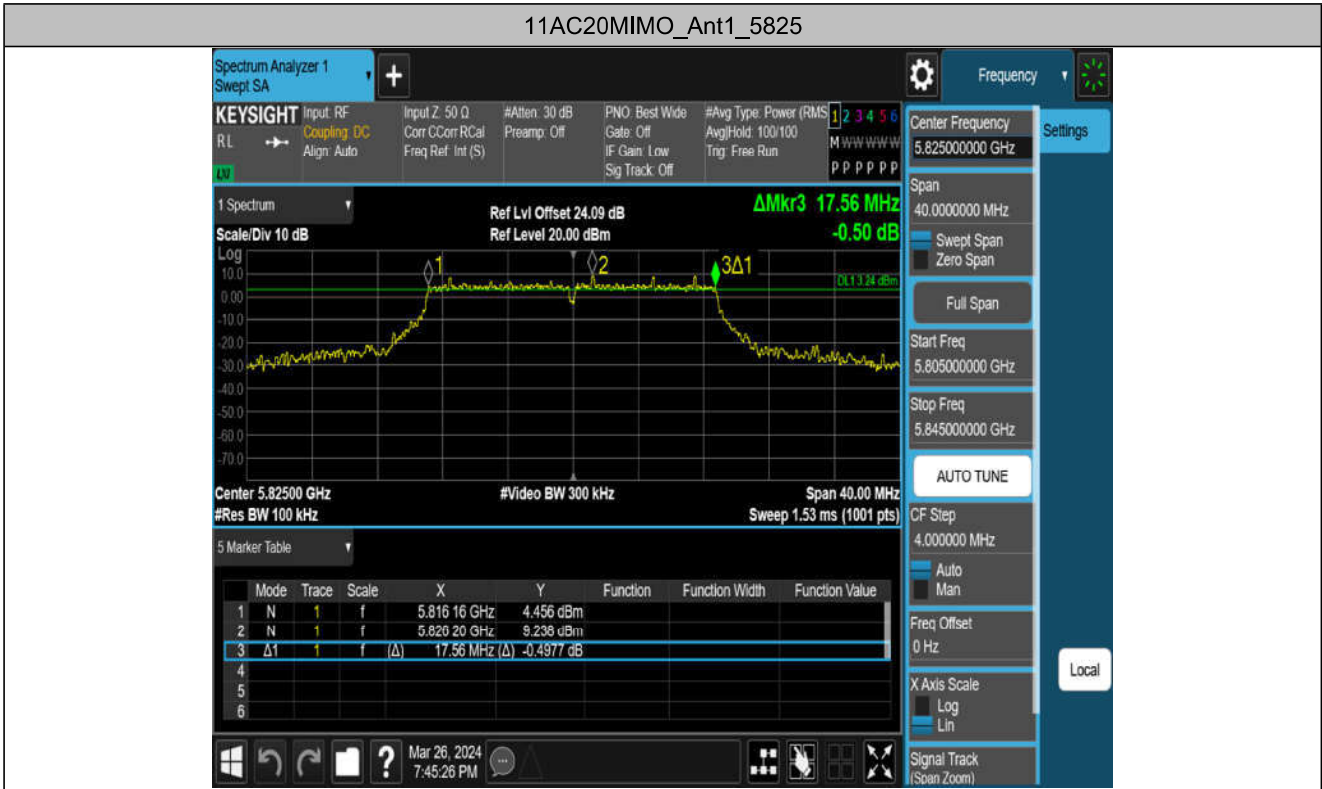 11AC20MIMO_Ant1_5825
Spectrum Analyzer 1
Swept SA
+
Frequency
KEYSIGHT
RL
LXI
Input: RF
Coupling: DC
Align: Auto
Input Z: 50 Ω
Corr CCorr RCal
Freq Ref: Int (S)
#Atten: 30 dB
Preamp: Off
PNO: Best Wide
Gate: Off
IF Gain: Low
Sig Track: Off
#Avg Type: Power (RMS
Avg|Hold: 100/100
Trig: Free Run
1 2 3 4 5 6
M W W W W W
P P P P P P
Center Frequency
5.825000000 GHz
Settings
Span
40.0000000 MHz
Swept Span
Zero Span
Full Span
Start Freq
5.805000000 GHz
Stop Freq
5.845000000 GHz
AUTO TUNE
CF Step
4.000000 MHz
Auto
Man
Freq Offset
0 Hz
X Axis Scale
Log
Lin
Signal Track
(Span Zoom)
Local
1 Spectrum
Scale/Div 10 dB
Ref Lvl Offset 24.09 dB
Ref Level 20.00 dBm
ΔMkr3 17.56 MHz
-0.50 dB
Log
10.0
0.00
-10.0
-20.0
-30.0
-40.0
-50.0
-60.0
-70.0
1
2
3Δ1
DL1 3.24 dBm
Center 5.82500 GHz
#Res BW 100 kHz
#Video BW 300 kHz
Span 40.00 MHz
Sweep 1.53 ms (1001 pts)
5 Marker Table
Mode Trace Scale X Y Function Function Width Function Value
1 N 1 f 5.816 16 GHz 4.456 dBm
2 N 1 f 5.826 20 GHz 9.238 dBm
3 Δ1 1 f (Δ) 17.56 MHz (Δ) -0.4977 dB
4
5
6
?
Mar 26, 2024
7:45:26 PM